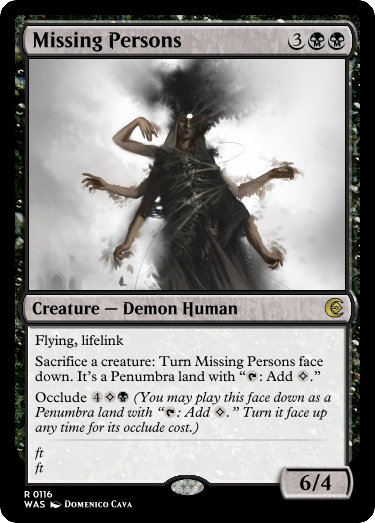 Missing Persons 3
Creature — Demon Human
Flying, lifelink
Sacrifice a creature: Turn Missing Persons face
down. It's a Penumbra land with “: Add .”
Occlude 4 (You may play this face down as a
Penumbra land with “: Add .” Turn it face up
any time for its occlude cost.)
ft
ft
6/4
R 0116
WAS Domenico Cava